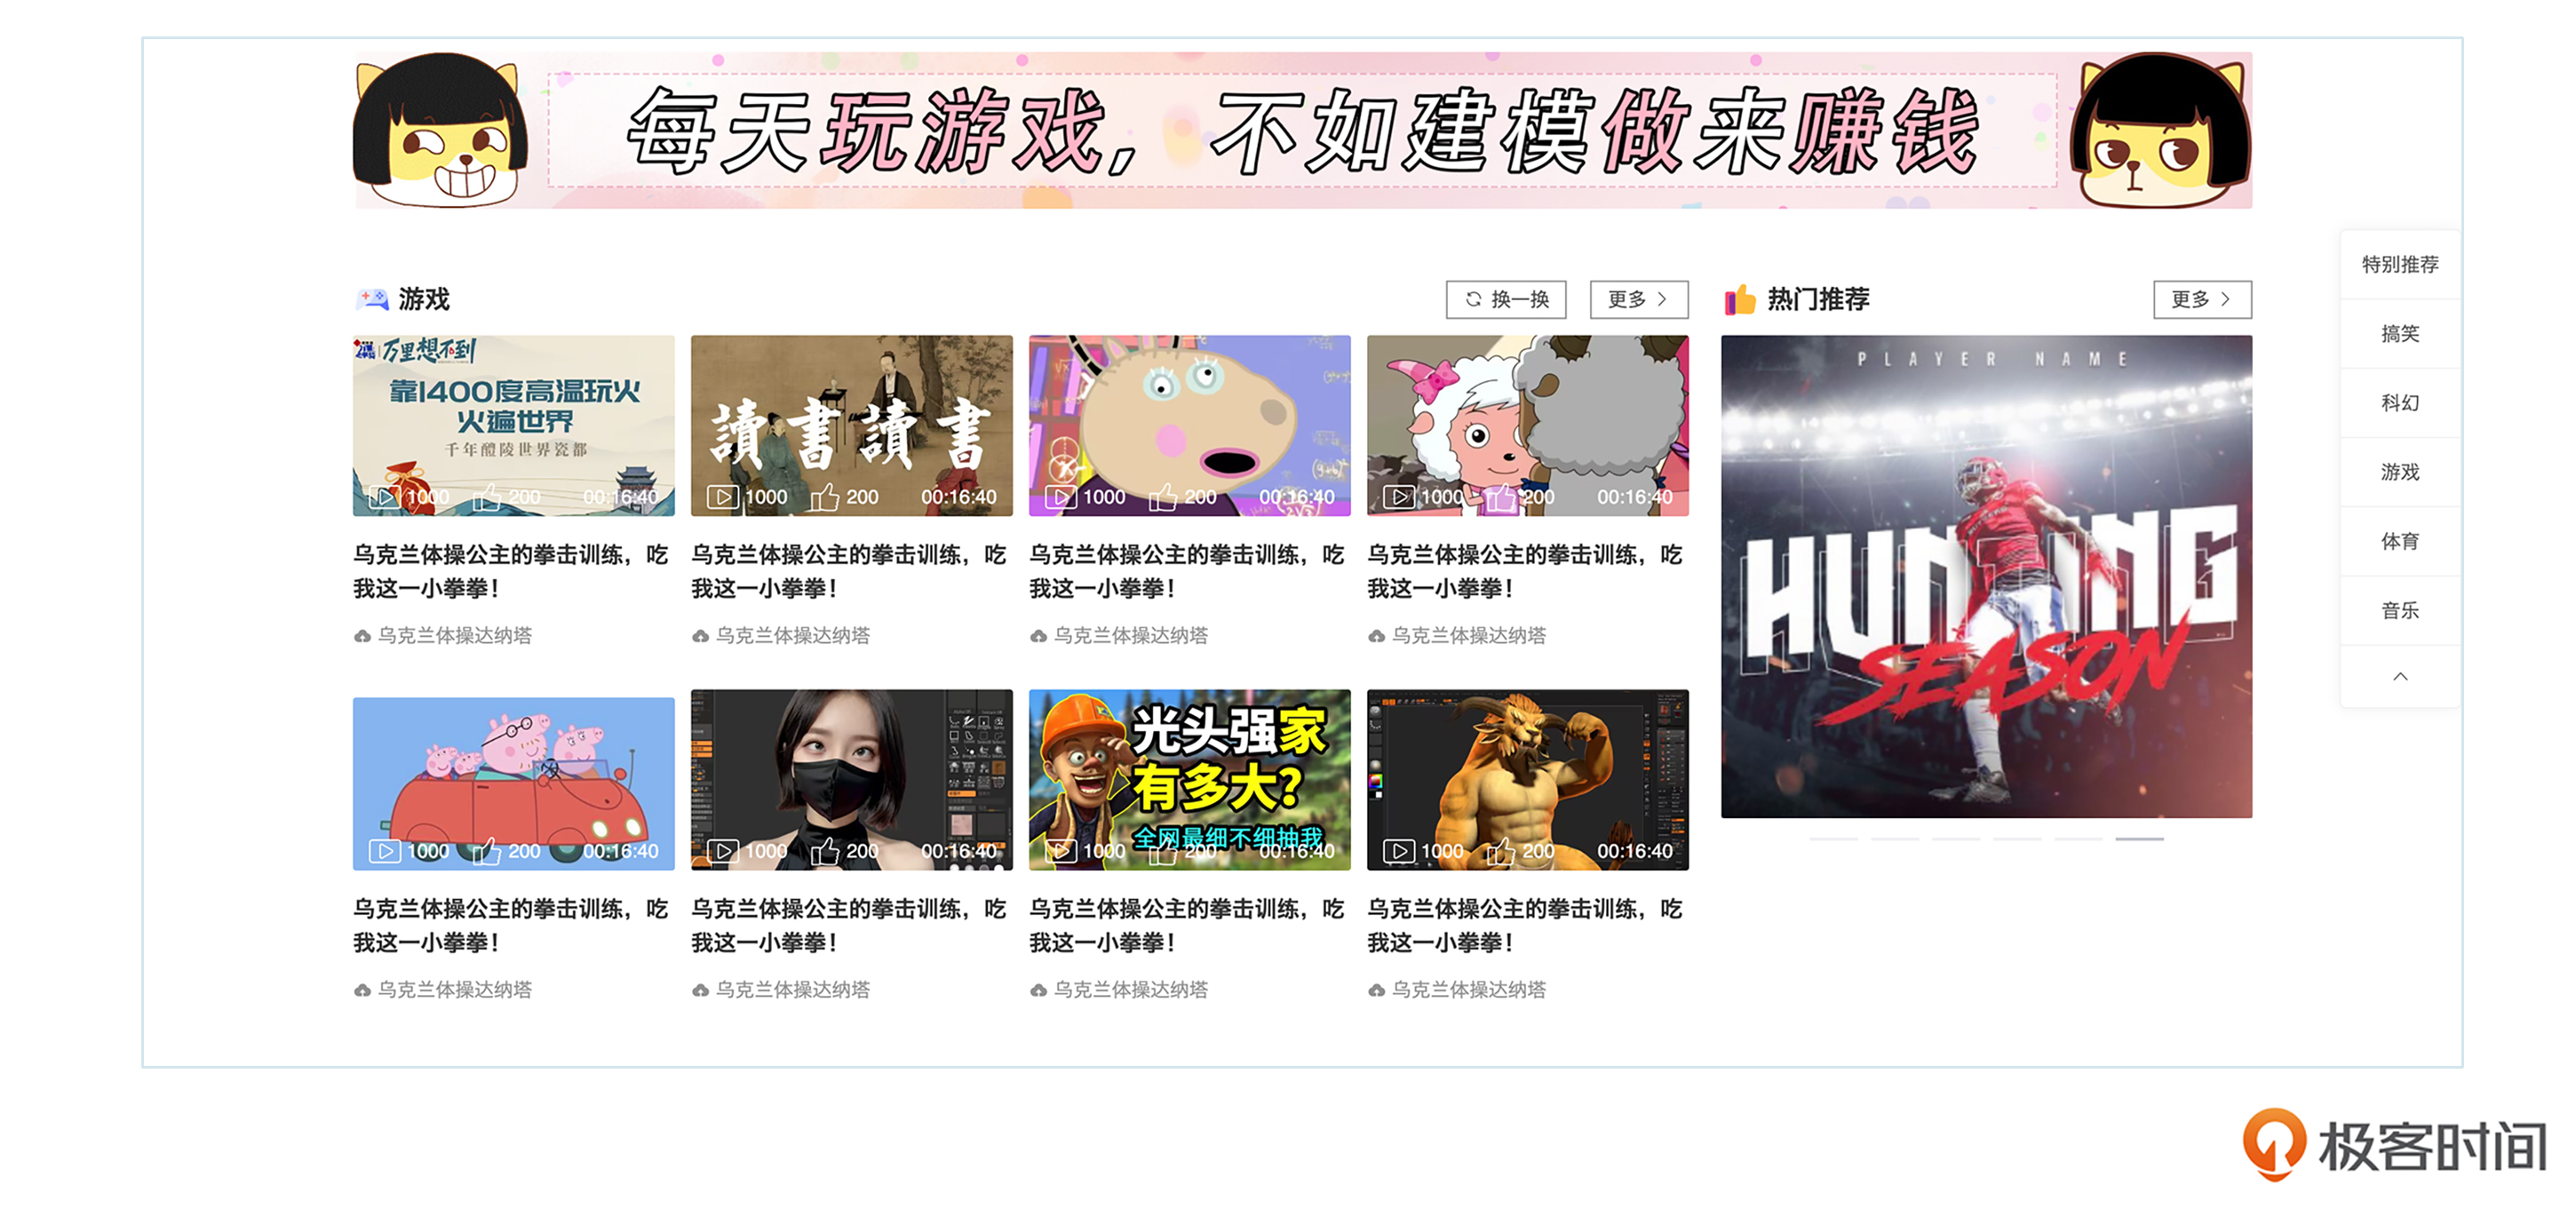 每天玩游戏，不如建模做来赚钱
游戏
换一换
更多
热门推荐
更多
万里想不到
靠1400度高温玩火
火遍世界
千年醴陵世界瓷都
1000 200 00:16:40
讀書讀書
1000 200 00:16:40
1000 200 00:16:40
1000 200 00:16:40
乌克兰体操公主的拳击训练，吃
我这一小拳拳！
乌克兰体操达纳塔
乌克兰体操公主的拳击训练，吃
我这一小拳拳！
乌克兰体操达纳塔
乌克兰体操公主的拳击训练，吃
我这一小拳拳！
乌克兰体操达纳塔
乌克兰体操公主的拳击训练，吃
我这一小拳拳！
乌克兰体操达纳塔
1000 200 00:16:40
1000 200 00:16:40
光头强家
有多大？
全网最细不细抽我
1000 200 00:16:40
1000 200 00:16:40
乌克兰体操公主的拳击训练，吃
我这一小拳拳！
乌克兰体操达纳塔
乌克兰体操公主的拳击训练，吃
我这一小拳拳！
乌克兰体操达纳塔
乌克兰体操公主的拳击训练，吃
我这一小拳拳！
乌克兰体操达纳塔
乌克兰体操公主的拳击训练，吃
我这一小拳拳！
乌克兰体操达纳塔
PLAYER NAME
HUNTING
SEASON
特别推荐
搞笑
科幻
游戏
体育
音乐
极客时间